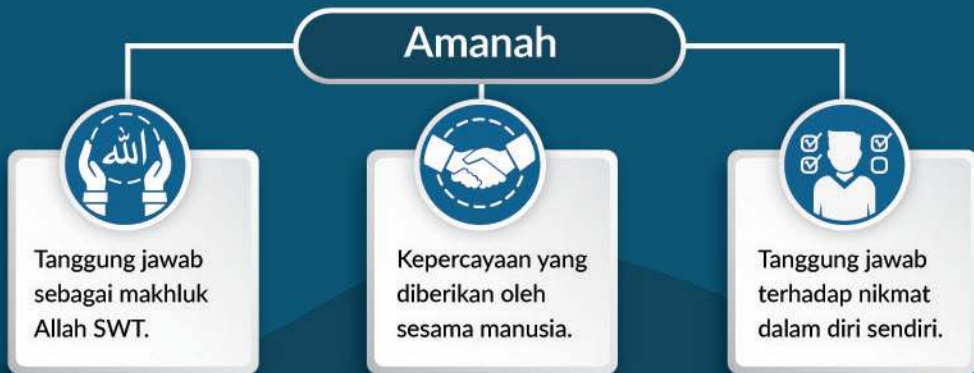 Amanah
الله
Tanggung jawab
sebagai makhluk
Allah SWT.
Kepercayaan yang
diberikan oleh
sesama manusia.
Tanggung jawab
terhadap nikmat
dalam diri sendiri.